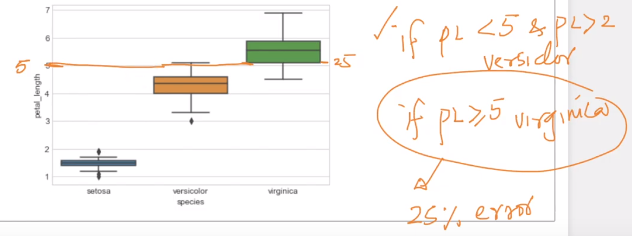 7
6
5
4
3
2
1
petal_length
setosa
versicolor
virginica
species
5
25
✓ if PL <5 & PL>2
versiclor
if PL≥5 virginica
25% error